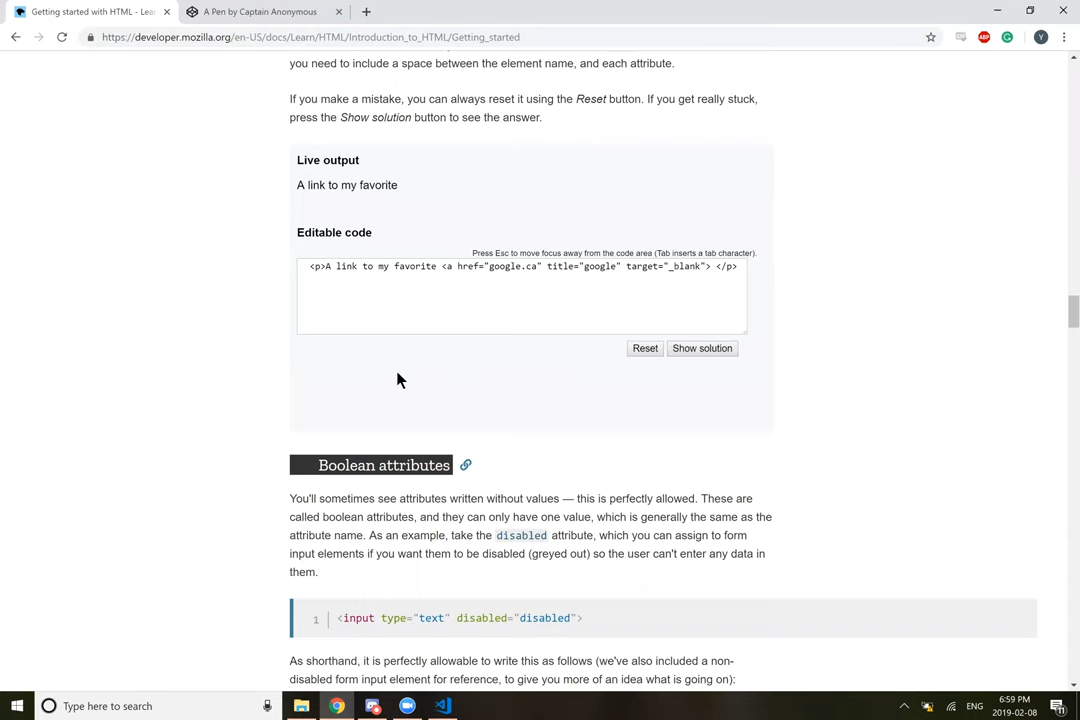 Getting started with HTML - Lea
A Pen by Captain Anonymous
https://developer.mozilla.org/en-US/docs/Learn/HTML/Introduction_to_HTML/Getting_started
ABP
Y
you need to include a space between the element name, and each attribute.
If you make a mistake, you can always reset it using the Reset button. If you get really stuck,
press the Show solution button to see the answer.
Live output
A link to my favorite
Editable code
Press Esc to move focus away from the code area (Tab inserts a tab character).
<p>A link to my favorite <a href="google.ca" title="google" target="_blank"> </p>
Reset
Show solution
Boolean attributes
You'll sometimes see attributes written without values — this is perfectly allowed. These are
called boolean attributes, and they can only have one value, which is generally the same as the
attribute name. As an example, take the disabled attribute, which you can assign to form
input elements if you want them to be disabled (greyed out) so the user can't enter any data in
them.
1 <input type="text" disabled="disabled">
As shorthand, it is perfectly allowable to write this as follows (we've also included a non-
disabled form input element for reference, to give you more of an idea what is going on):
Type here to search
ENG
6:59 PM
2019-02-08